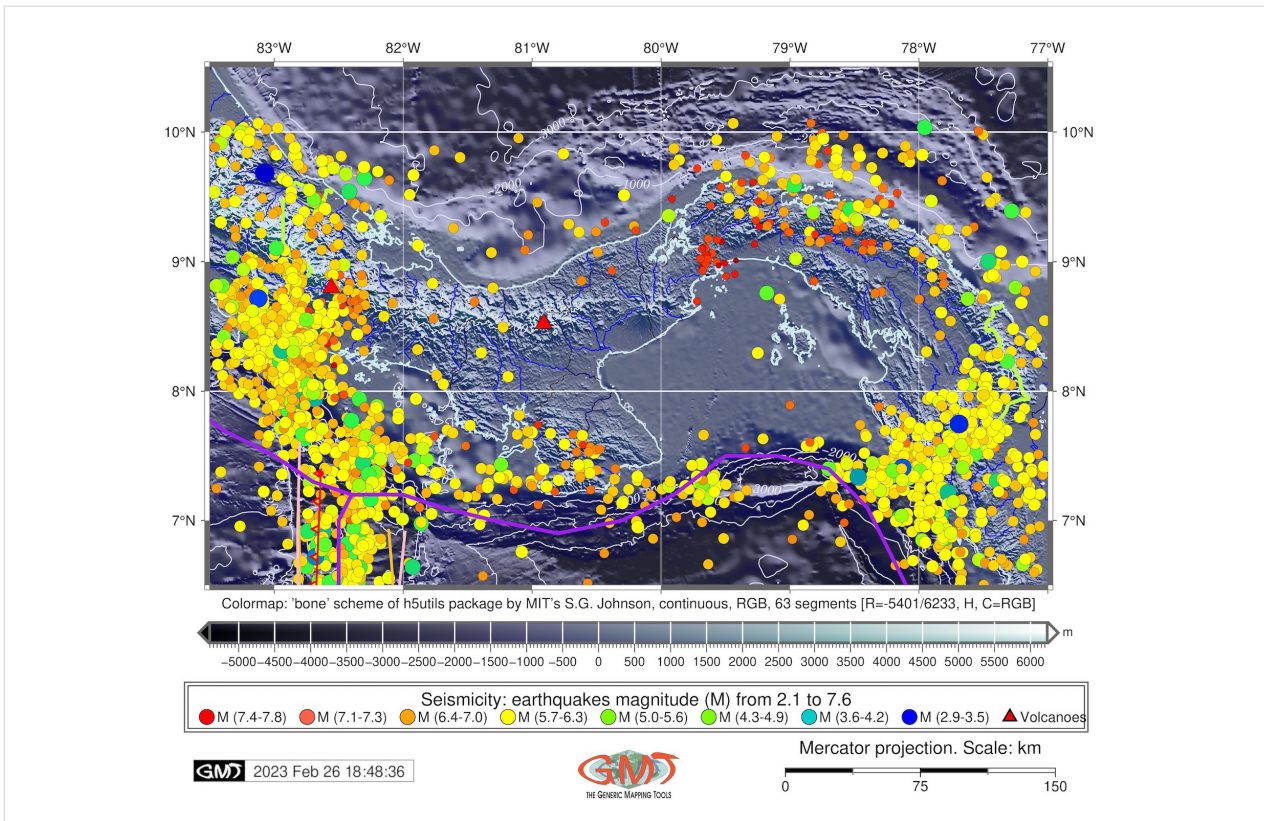 83°W 82°W 81°W 80°W 79°W 78°W 77°W
10°N 10°N
9°N 9°N
8°N 8°N
7°N 7°N
3000
2000
-1000
2000
3000
Colormap: 'bone' scheme of h5utils package by MIT's S.G. Johnson, continuous, RGB, 63 segments [R=-5401/6233, H, C=RGB]
m
−5000 −4500 −4000 −3500 −3000 −2500 −2000 −1500 −1000 −500 0 500 1000 1500 2000 2500 3000 3500 4000 4500 5000 5500 6000
Seismicity: earthquakes magnitude (M) from 2.1 to 7.6
M (7.4-7.8) M (7.1-7.3) M (6.4-7.0) M (5.7-6.3) M (5.0-5.6) M (4.3-4.9) M (3.6-4.2) M (2.9-3.5) Volcanoes
Mercator projection. Scale: km
0 75 150
GMT 2023 Feb 26 18:48:36
GMT
THE GENERIC MAPPING TOOLS